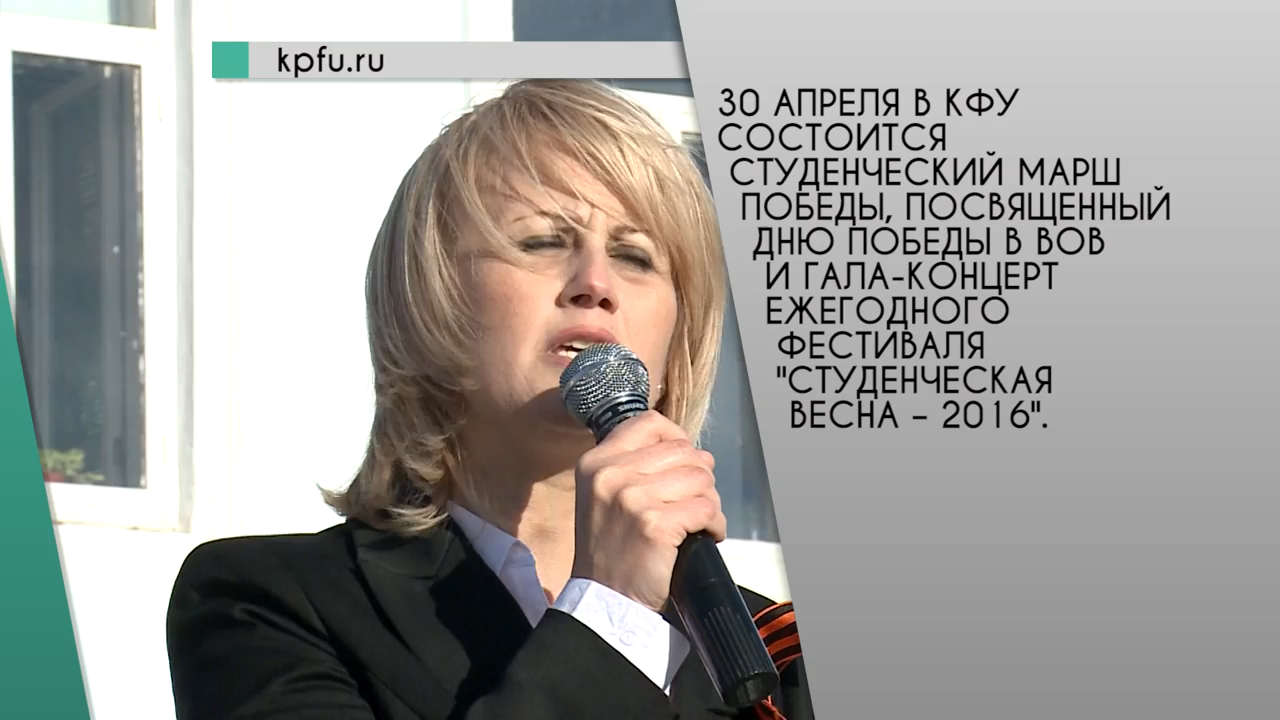 kpfu.ru
30 АПРЕЛЯ В КФУ
СОСТОИТСЯ
СТУДЕНЧЕСКИЙ МАРШ
ПОБЕДЫ, ПОСВЯЩЕННЫЙ
ДНЮ ПОБЕДЫ В ВОВ
И ГАЛА-КОНЦЕРТ
ЕЖЕГОДНОГО
ФЕСТИВАЛЯ
"СТУДЕНЧЕСКАЯ
ВЕСНА – 2016".